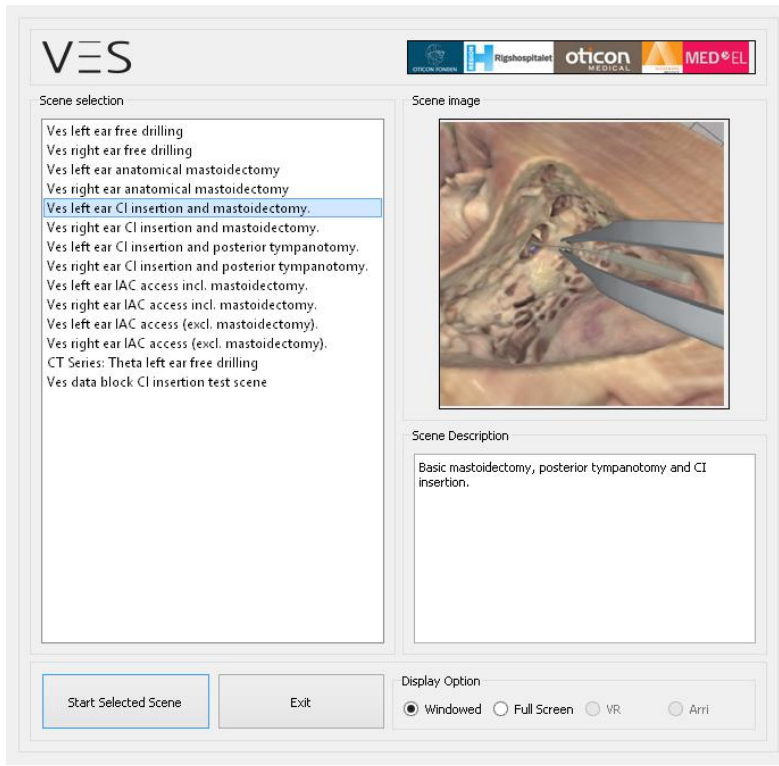 VES
OTICON FONDEN
REGION
Rigshospitalet
oticon
MEDICAL
MED°EL
Scene selection
Ves left ear free drilling
Ves right ear free drilling
Ves left ear anatomical mastoidectomy
Ves right ear anatomical mastoidectomy
Ves left ear CI insertion and mastoidectomy.
Ves right ear CI insertion and mastoidectomy.
Ves left ear CI insertion and posterior tympanotomy.
Ves right ear CI insertion and posterior tympanotomy.
Ves left ear IAC access incl. mastoidectomy.
Ves right ear IAC access incl. mastoidectomy.
Ves left ear IAC access (excl. mastoidectomy).
Ves right ear IAC access (excl. mastoidectomy).
CT Series: Theta left ear free drilling
Ves data block CI insertion test scene
Scene image
Scene Description
Basic mastoidectomy, posterior tympanotomy and CI
insertion.
Start Selected Scene
Exit
Display Option
Windowed
Full Screen
VR
Arri